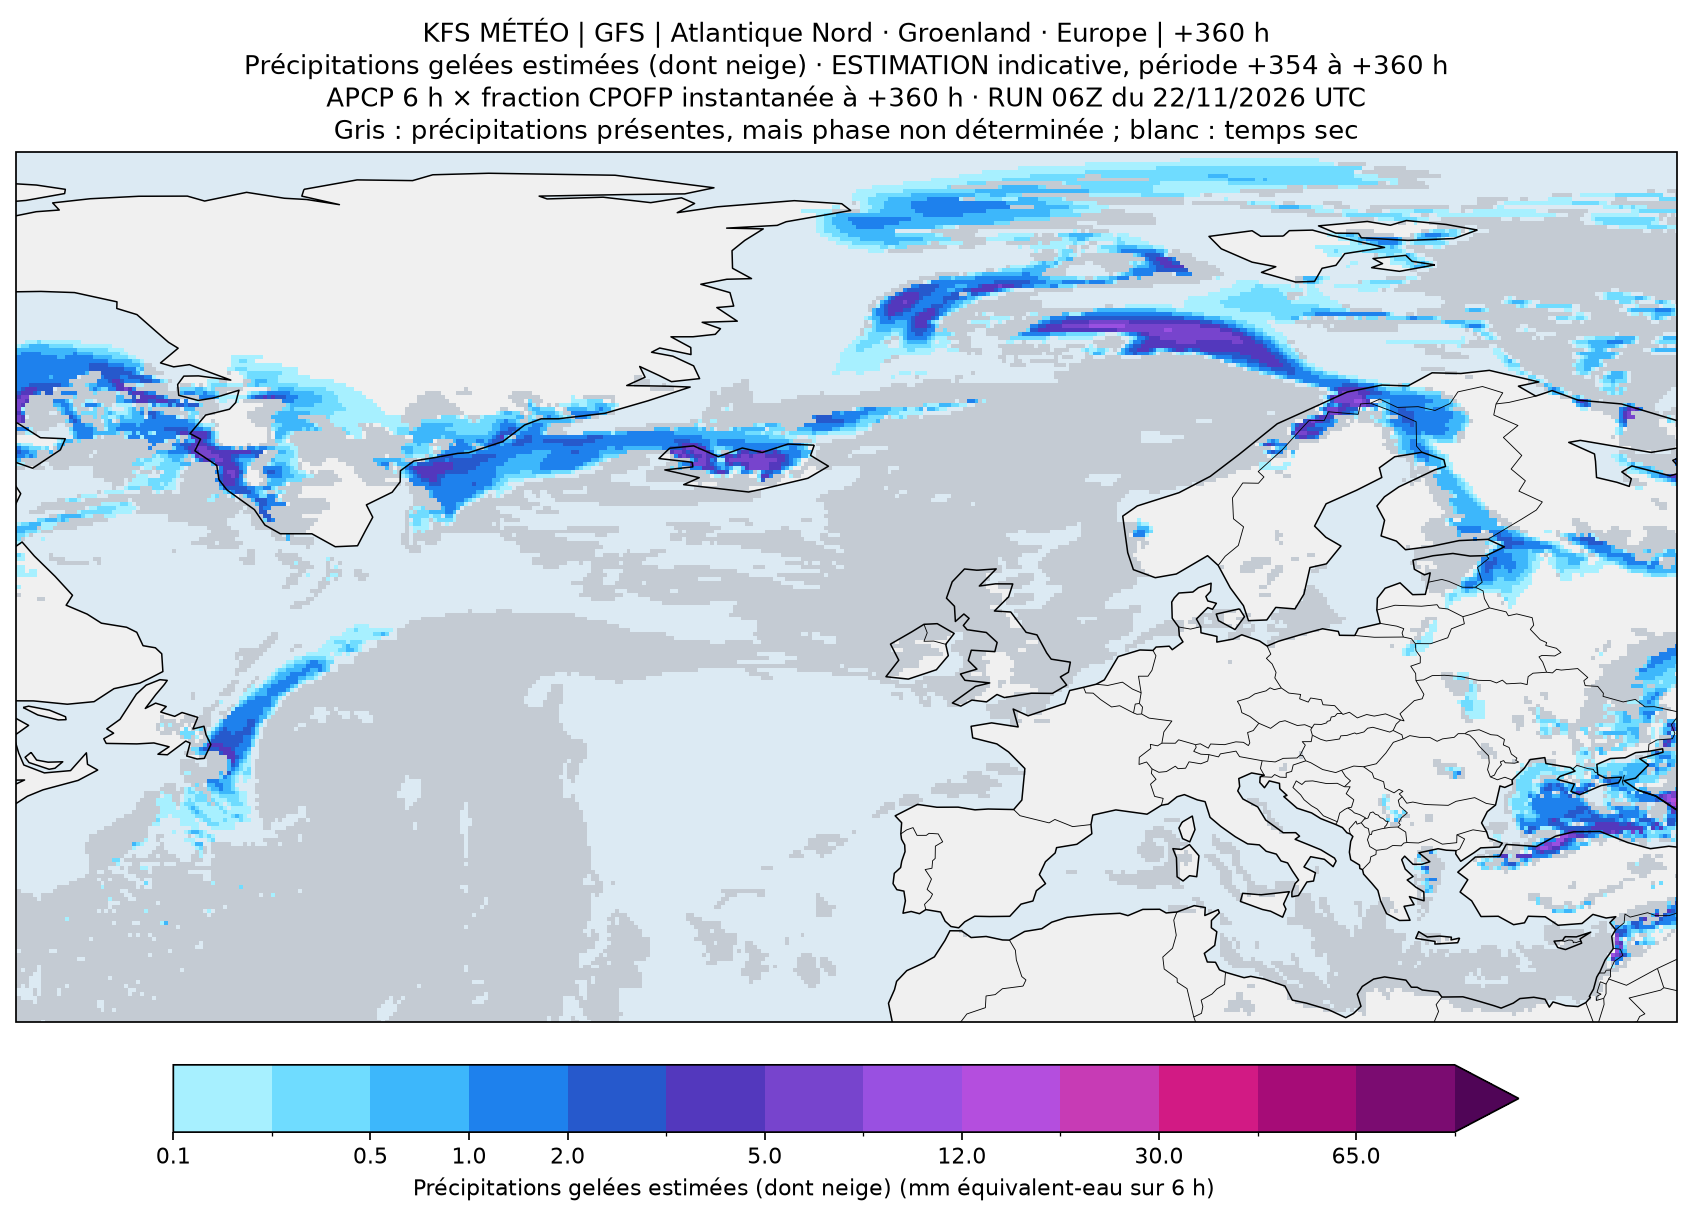 KFS MÉTÉO | GFS | Atlantique Nord · Groenland · Europe | +360 h
Précipitations gelées estimées (dont neige) · ESTIMATION indicative, période +354 à +360 h
APCP 6 h × fraction CPOFP instantanée à +360 h · RUN 06Z du 22/11/2026 UTC
Gris : précipitations présentes, mais phase non déterminée ; blanc : temps sec
0.1 0.5 1.0 2.0 5.0 12.0 30.0 65.0
Précipitations gelées estimées (dont neige) (mm équivalent-eau sur 6 h)